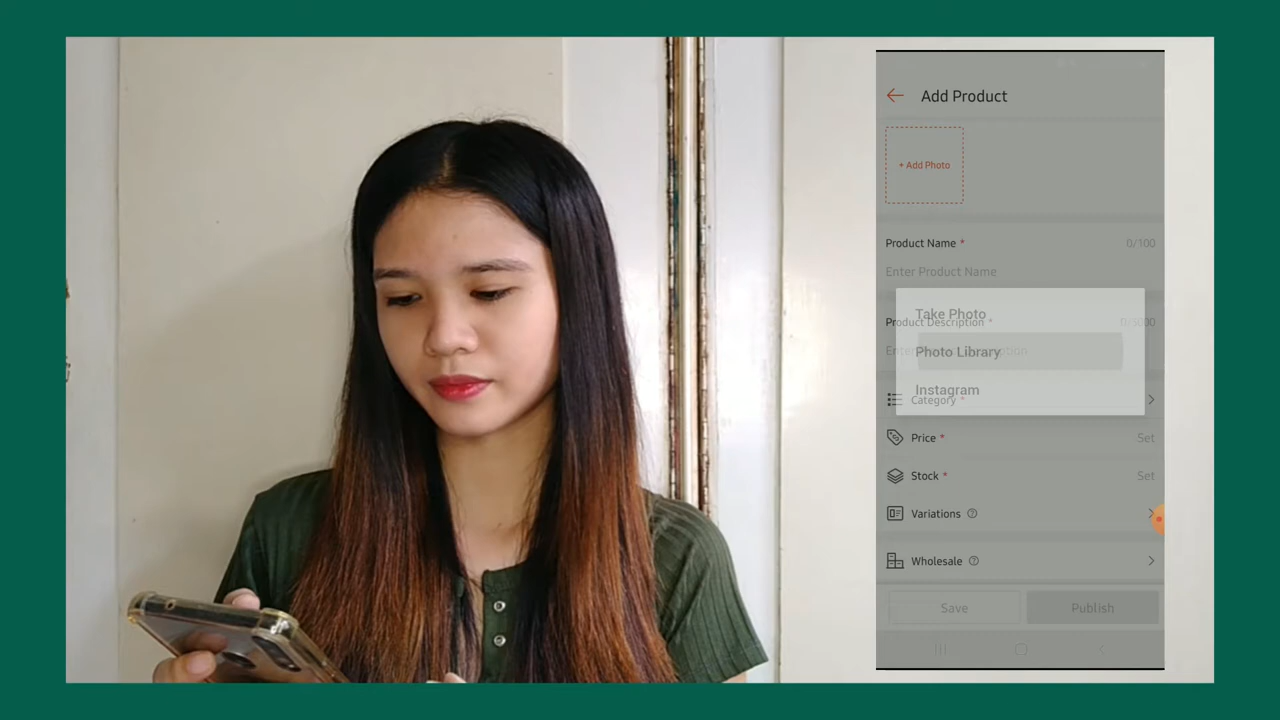 Add Product
+ Add Photo
Product Name * 0/100
Enter Product Name
Take Photo
Product Description *
Photo Library
Instagram
Category *
Price * Set
Stock * Set
Variations
Wholesale
Save Publish